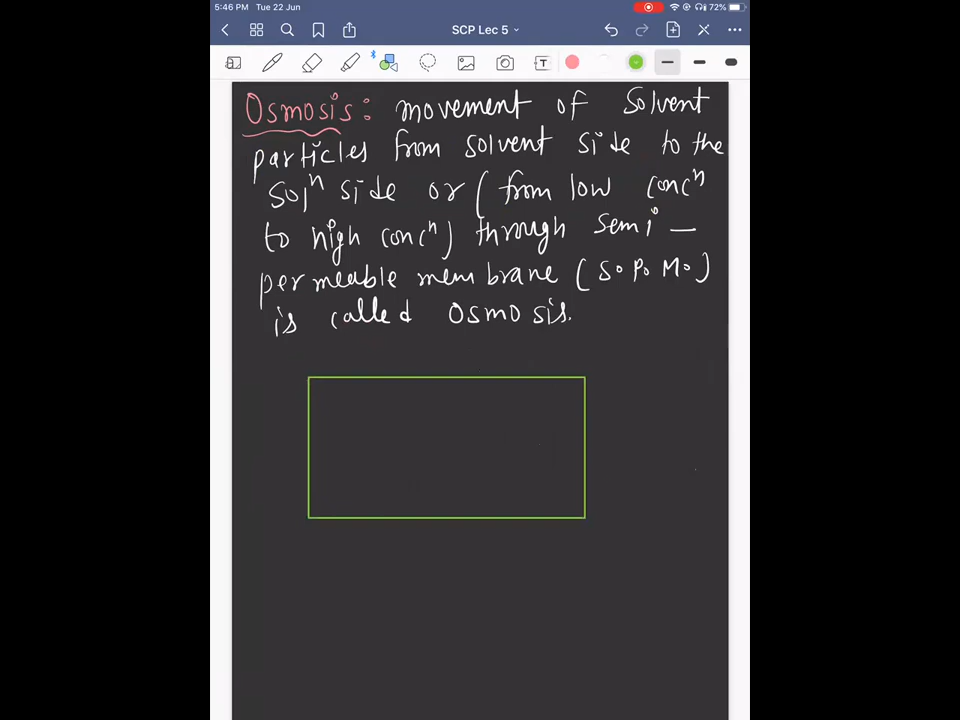 5:46 PM Tue 22 Jun 72%
SCP Lec 5
T
Osmosis: movement of Solvent
particles from solvent side to the
Solⁿ side or (from low concⁿ
to high concⁿ) through semi –
permeable membrane (S.P.M.)
is called osmosis.